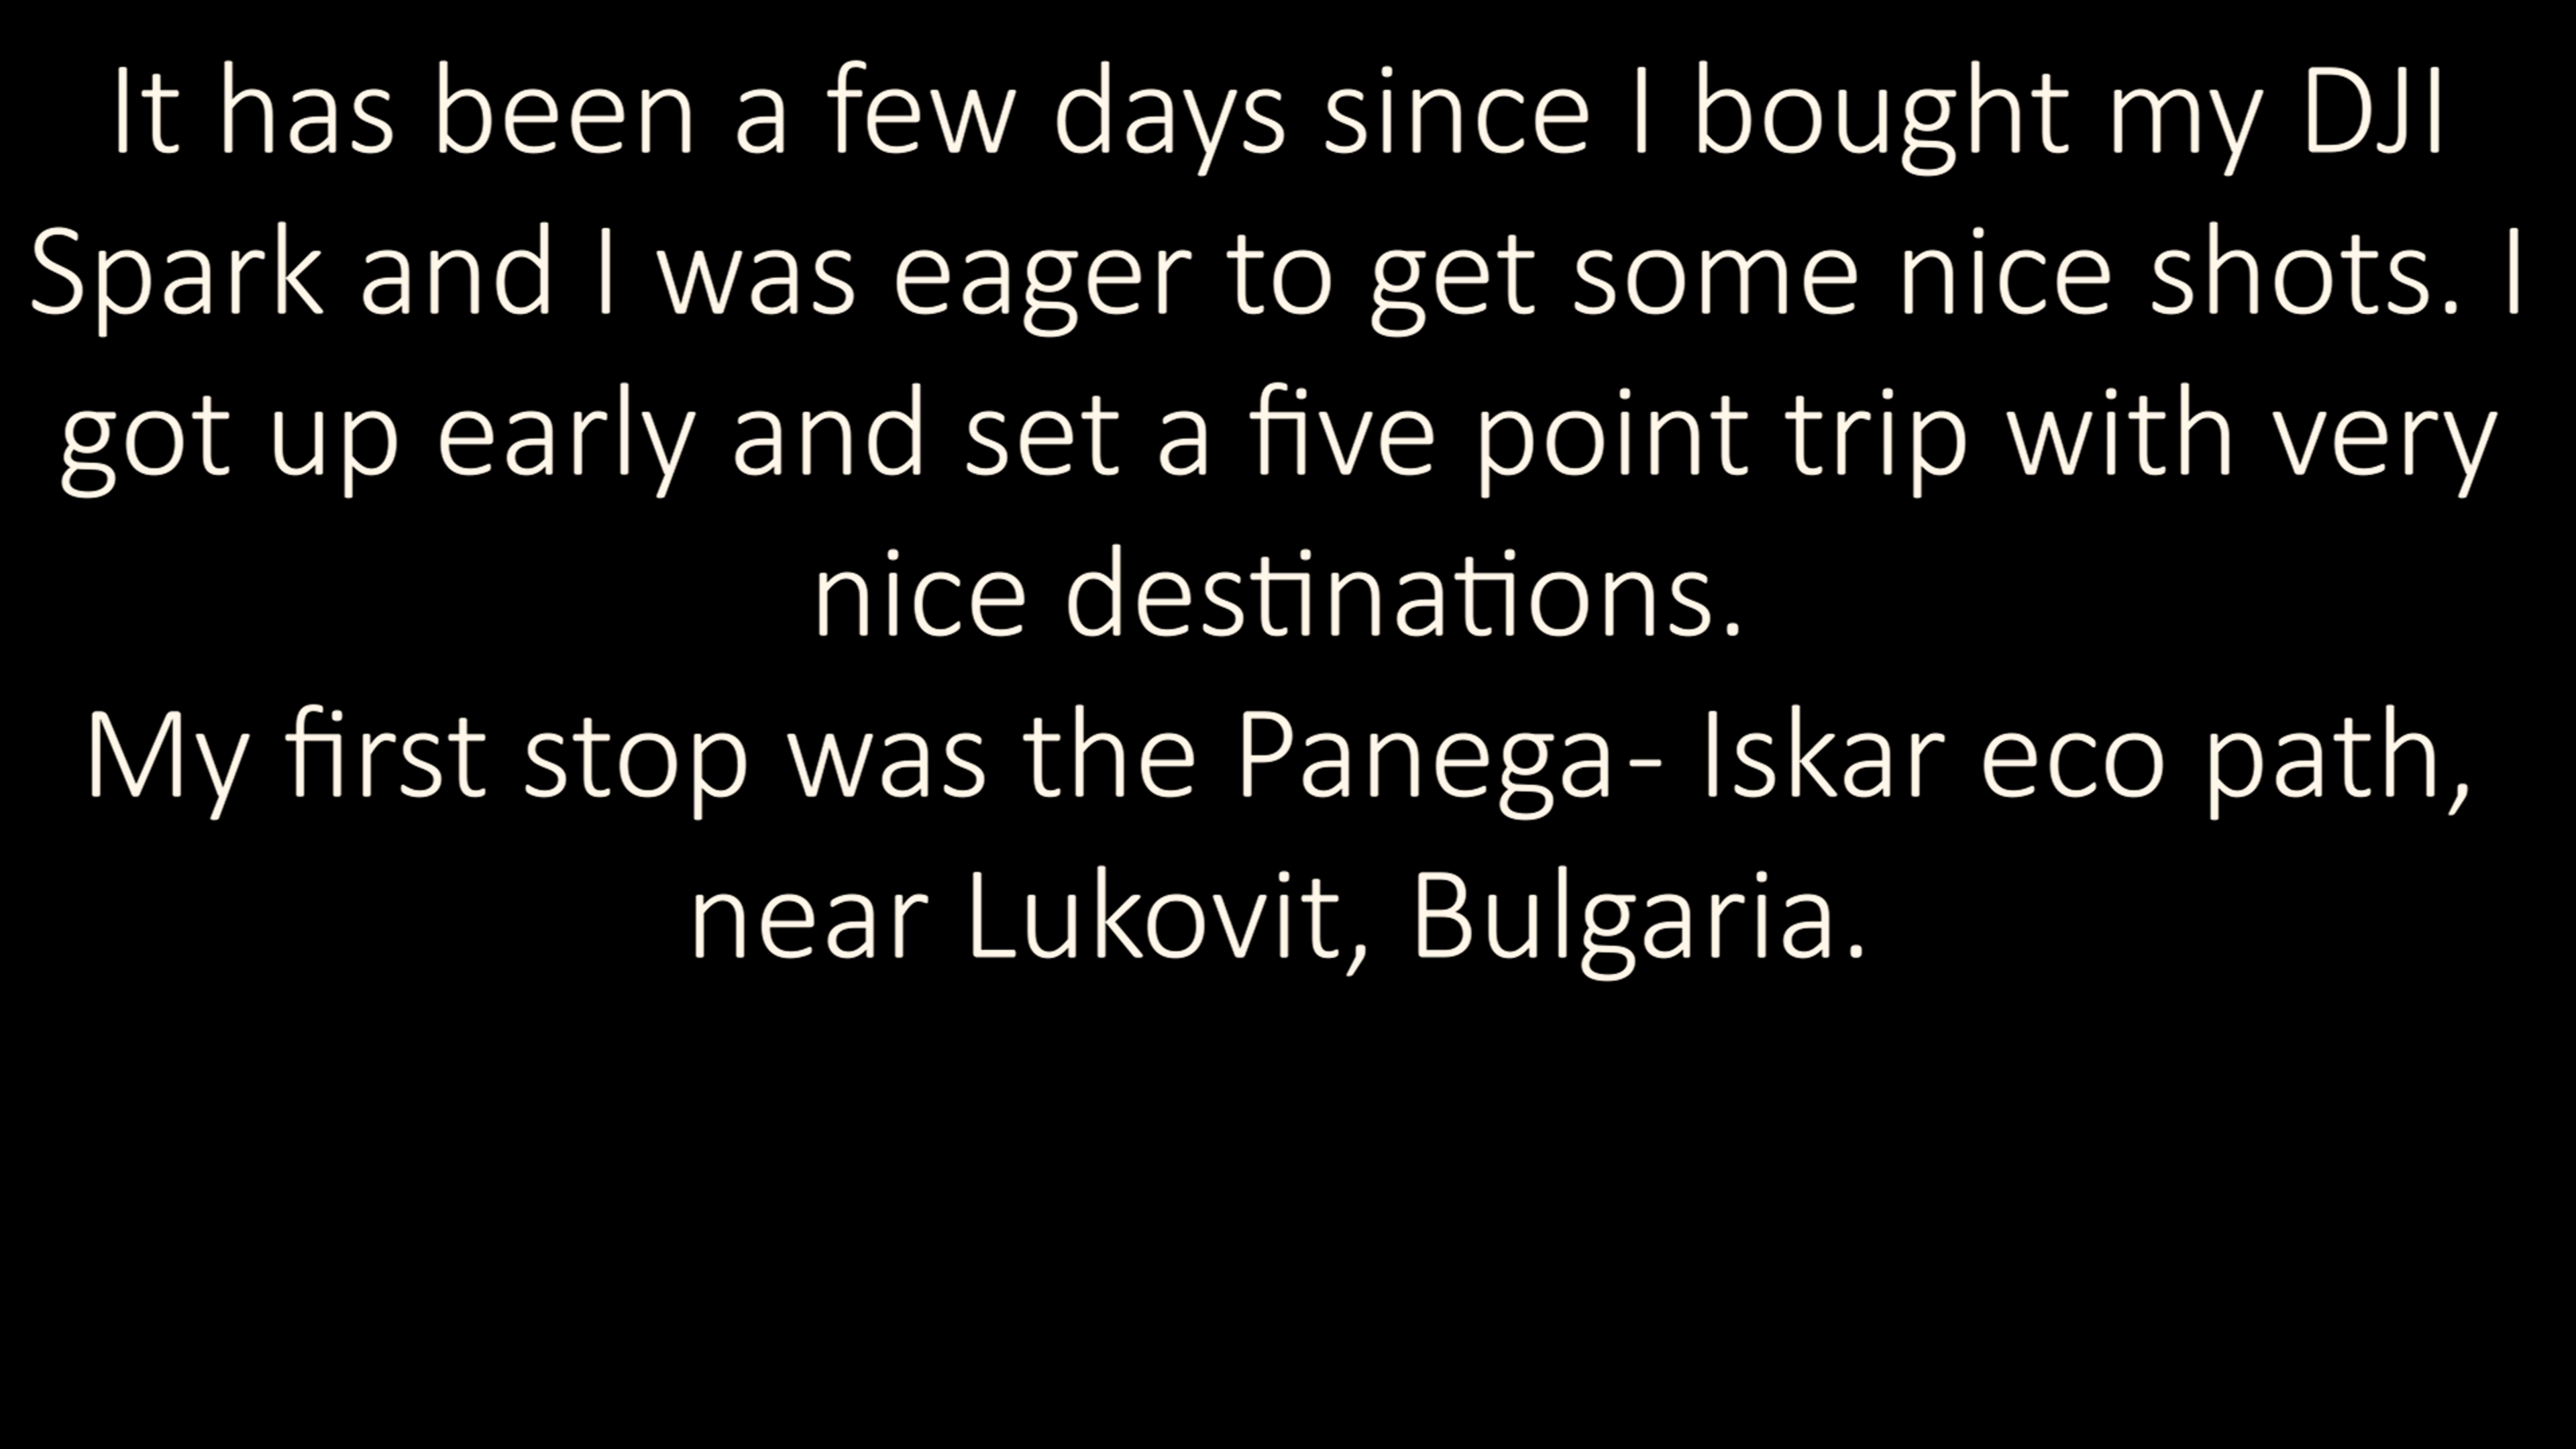 It has been a few days since I bought my DJI
Spark and I was eager to get some nice shots. I
got up early and set a five point trip with very
nice destinations.
My first stop was the Panega- Iskar eco path,
near Lukovit, Bulgaria.